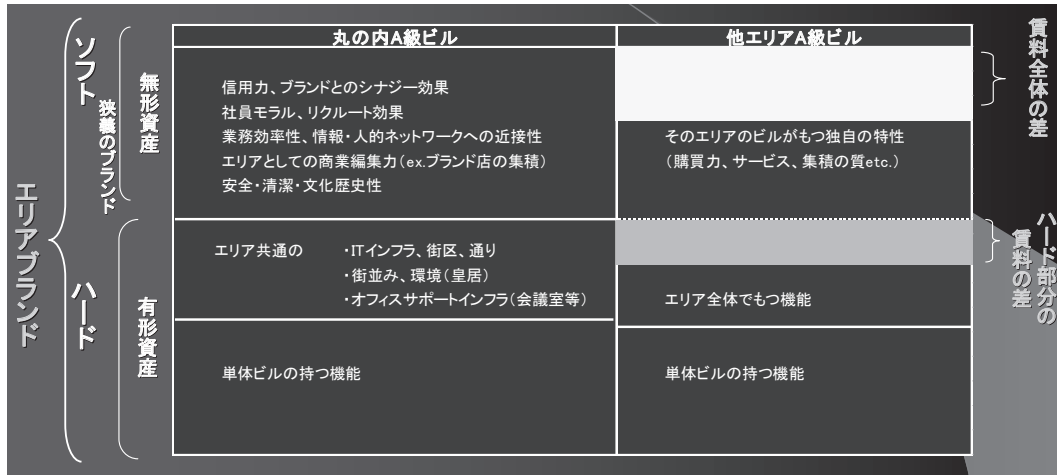 エリアブランド
ソフト
狭義のブランド
無形資産
ハード
有形資産
丸の内A級ビル
信用力、ブランドとのシナジー効果
社員モラル、リクルート効果
業務効率性、情報・人的ネットワークへの近接性
エリアとしての商業編集力(ex.ブランド店の集積)
安全・清潔・文化歴史性
エリア共通の ・ITインフラ、街区、通り
・街並み、環境(皇居)
・オフィスサポートインフラ(会議室等)
単体ビルの持つ機能
他エリアA級ビル
そのエリアのビルがもつ独自の特性
(購買力、サービス、集積の質etc.)
エリア全体でもつ機能
単体ビルの持つ機能
賃料全体の差
ハード部分の
賃料の差